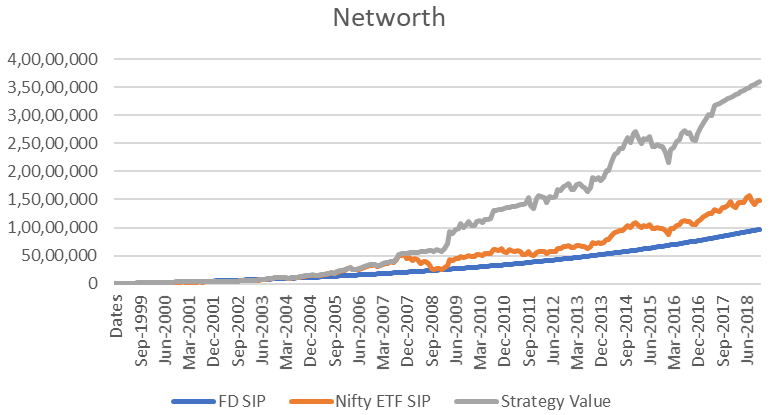 Networth
4,00,00,000
3,50,00,000
3,00,00,000
2,50,00,000
2,00,00,000
1,50,00,000
1,00,00,000
50,00,000
0
Dates
Sep-1999
Jun-2000
Mar-2001
Dec-2001
Sep-2002
Jun-2003
Mar-2004
Dec-2004
Sep-2005
Jun-2006
Mar-2007
Dec-2007
Sep-2008
Jun-2009
Mar-2010
Dec-2010
Sep-2011
Jun-2012
Mar-2013
Dec-2013
Sep-2014
Jun-2015
Mar-2016
Dec-2016
Sep-2017
Jun-2018
FD SIP Nifty ETF SIP Strategy Value